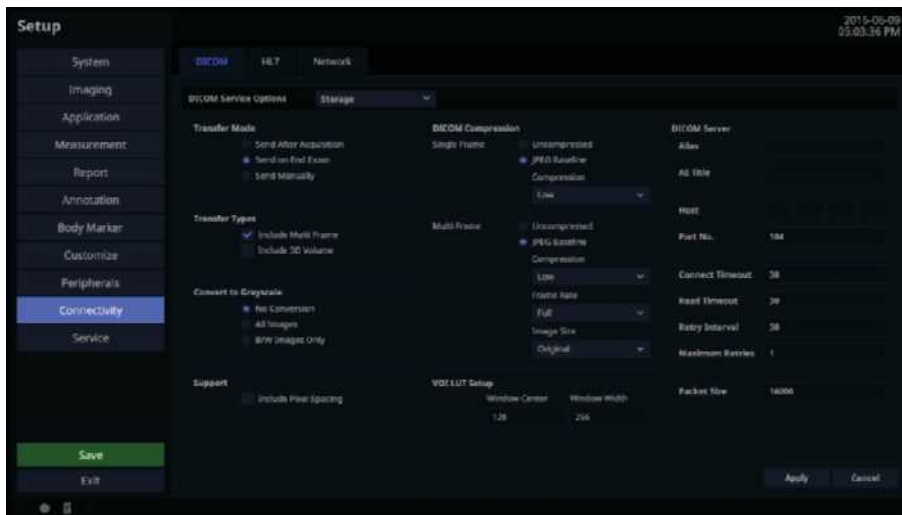 Setup
2015-06-09
05:03:36 PM
System
Imaging
Application
Measurement
Report
Annotation
Body Marker
Customize
Peripherals
Connectivity
Service
Save
Exit
DICOM HL7 Network
DICOM Service Options Storage
Transfer Mode
Send After Acquisition
Send on End Exam
Send Manually
Transfer Types
Include Multi Frame
Include 3D Volume
Convert to Grayscale
No Conversion
All Images
B/W Images Only
Support
Include Pixel Spacing
DICOM Compression
Single Frame Uncompressed
JPEG Baseline
Compression
Low
Multi Frame Uncompressed
JPEG Baseline
Compression
Low
Frame Rate
Full
Image Size
Original
VOI LUT Setup
Window Center Window Width
128 256
DICOM Server
Alias
AE Title
Host
Port No. 104
Connect Timeout 30
Read Timeout 30
Retry Interval 30
Maximum Retries 1
Packet Size
Apply Cancel